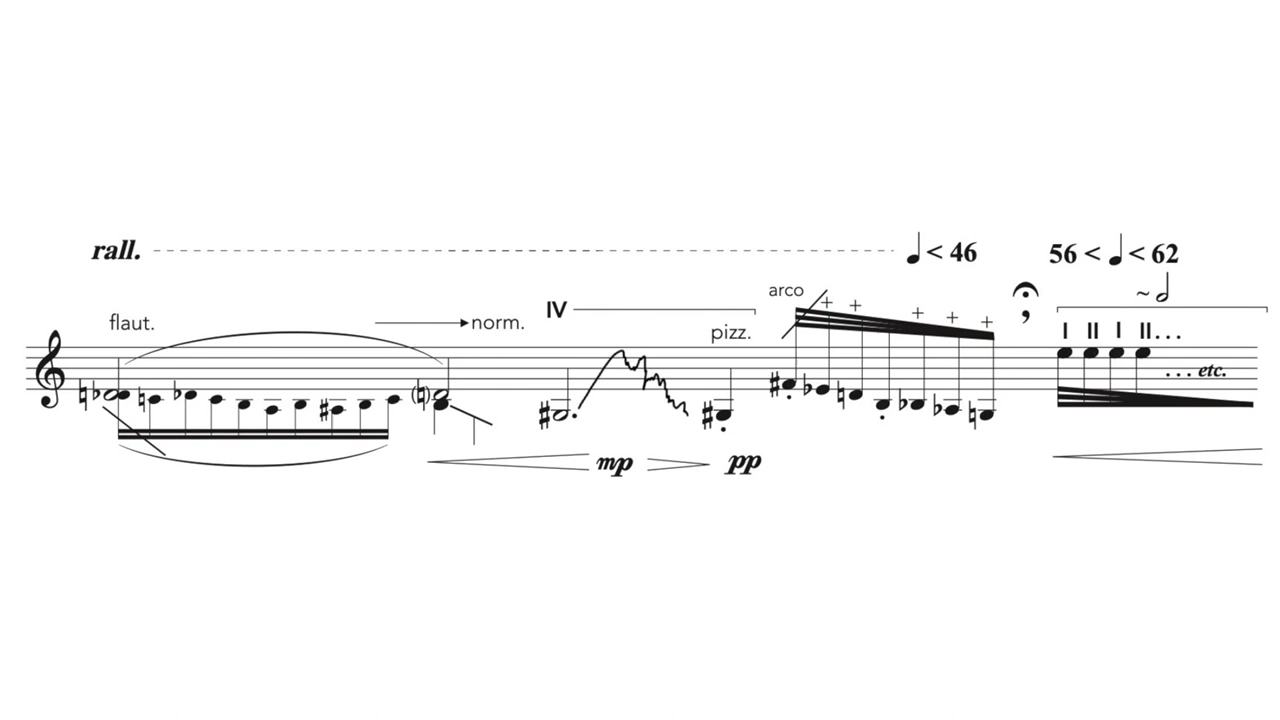 rall. ♩ < 46 56 < ♩ < 62
arco ~
flaut. norm. IV pizz. I II I II...
...etc.
mp pp